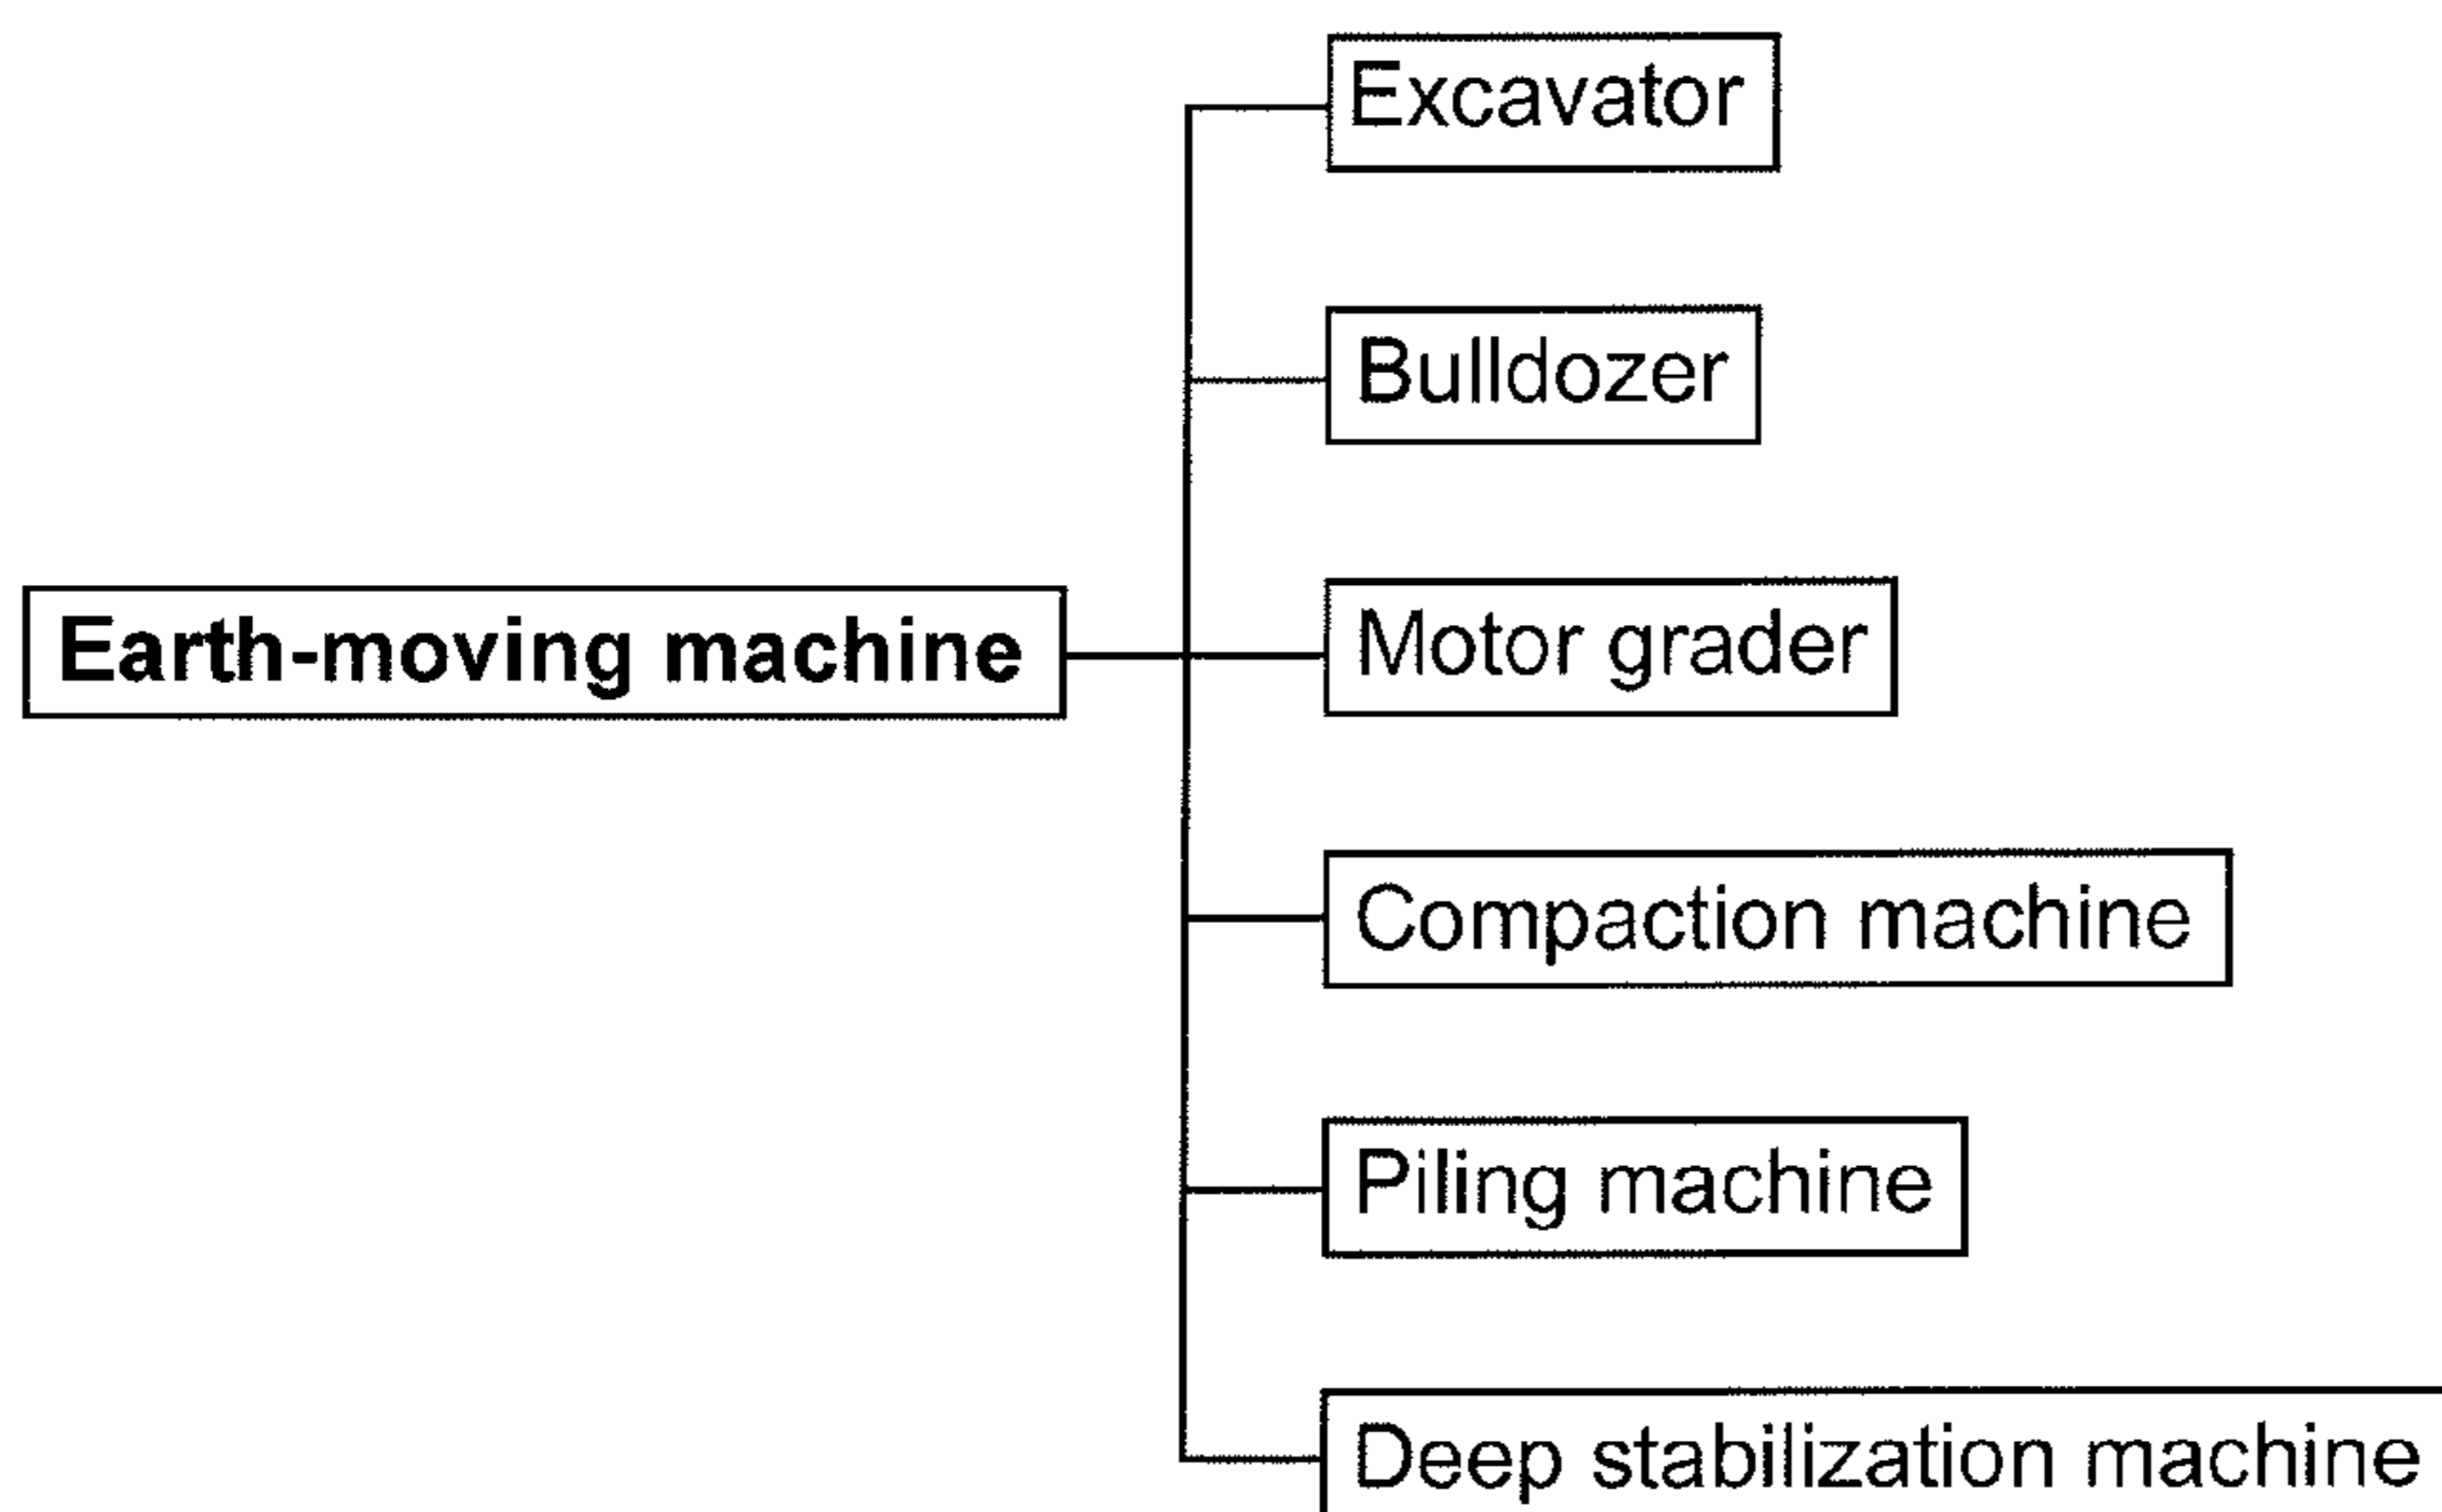 Excavator
Bulldozer
Earth-moving machine
Motor grader
Compaction machine
Piling machine
Deep stabilization machine